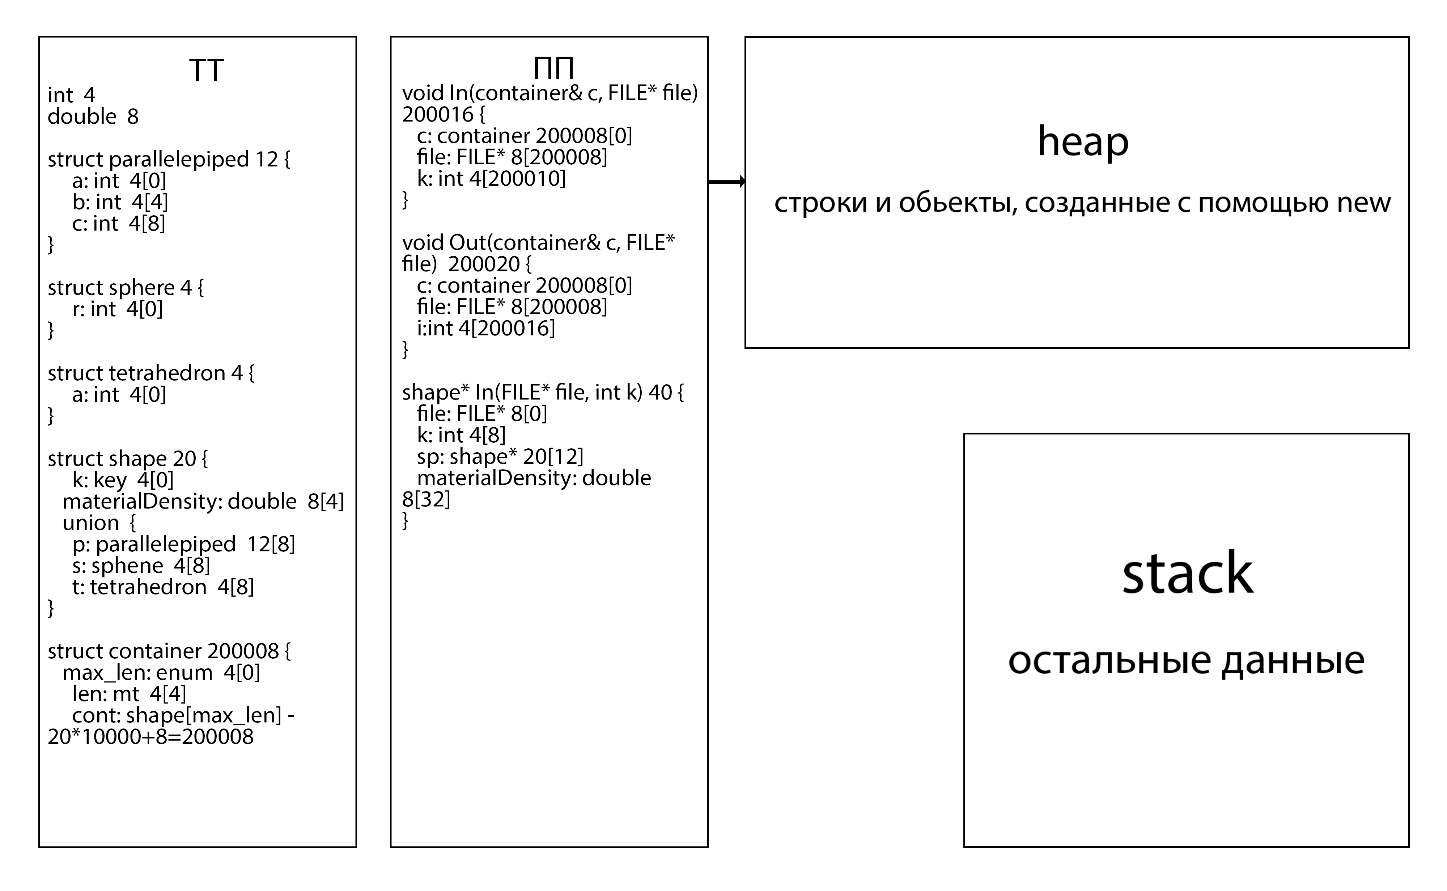 ТТ
int 4
double 8
struct parallelepiped 12 {
a: int 4[0]
b: int 4[4]
c: int 4[8]
}
struct sphere 4 {
r: int 4[0]
}
struct tetrahedron 4 {
a: int 4[0]
}
struct shape 20 {
k: key 4[0]
materialDensity: double 8[4]
union {
p: parallelepiped 12[8]
s: sphene 4[8]
t: tetrahedron 4[8]
}
struct container 200008 {
max_len: enum 4[0]
len: mt 4[4]
cont: shape[max_len] -
20*10000+8=200008
ПП
void In(container& c, FILE* file)
200016 {
c: container 200008[0]
file: FILE* 8[200008]
k: int 4[200010]
}
void Out(container& c, FILE*
file) 200020 {
c: container 200008[0]
file: FILE* 8[200008]
i:int 4[200016]
}
shape* In(FILE* file, int k) 40 {
file: FILE* 8[0]
k: int 4[8]
sp: shape* 20[12]
materialDensity: double
8[32]
}
heap
строки и обьекты, созданные с помощью new
stack
остальные данные